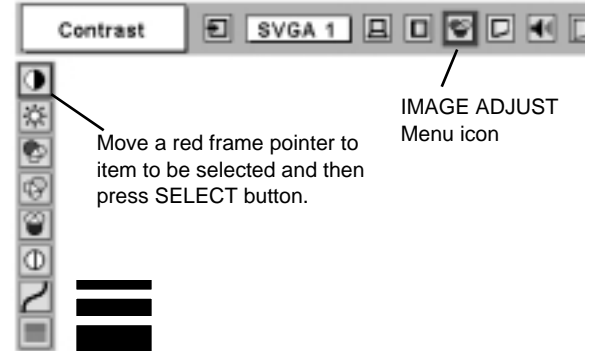 Contrast
SVGA 1
IMAGE ADJUST
Menu icon
Move a red frame pointer to
item to be selected and then
press SELECT button.